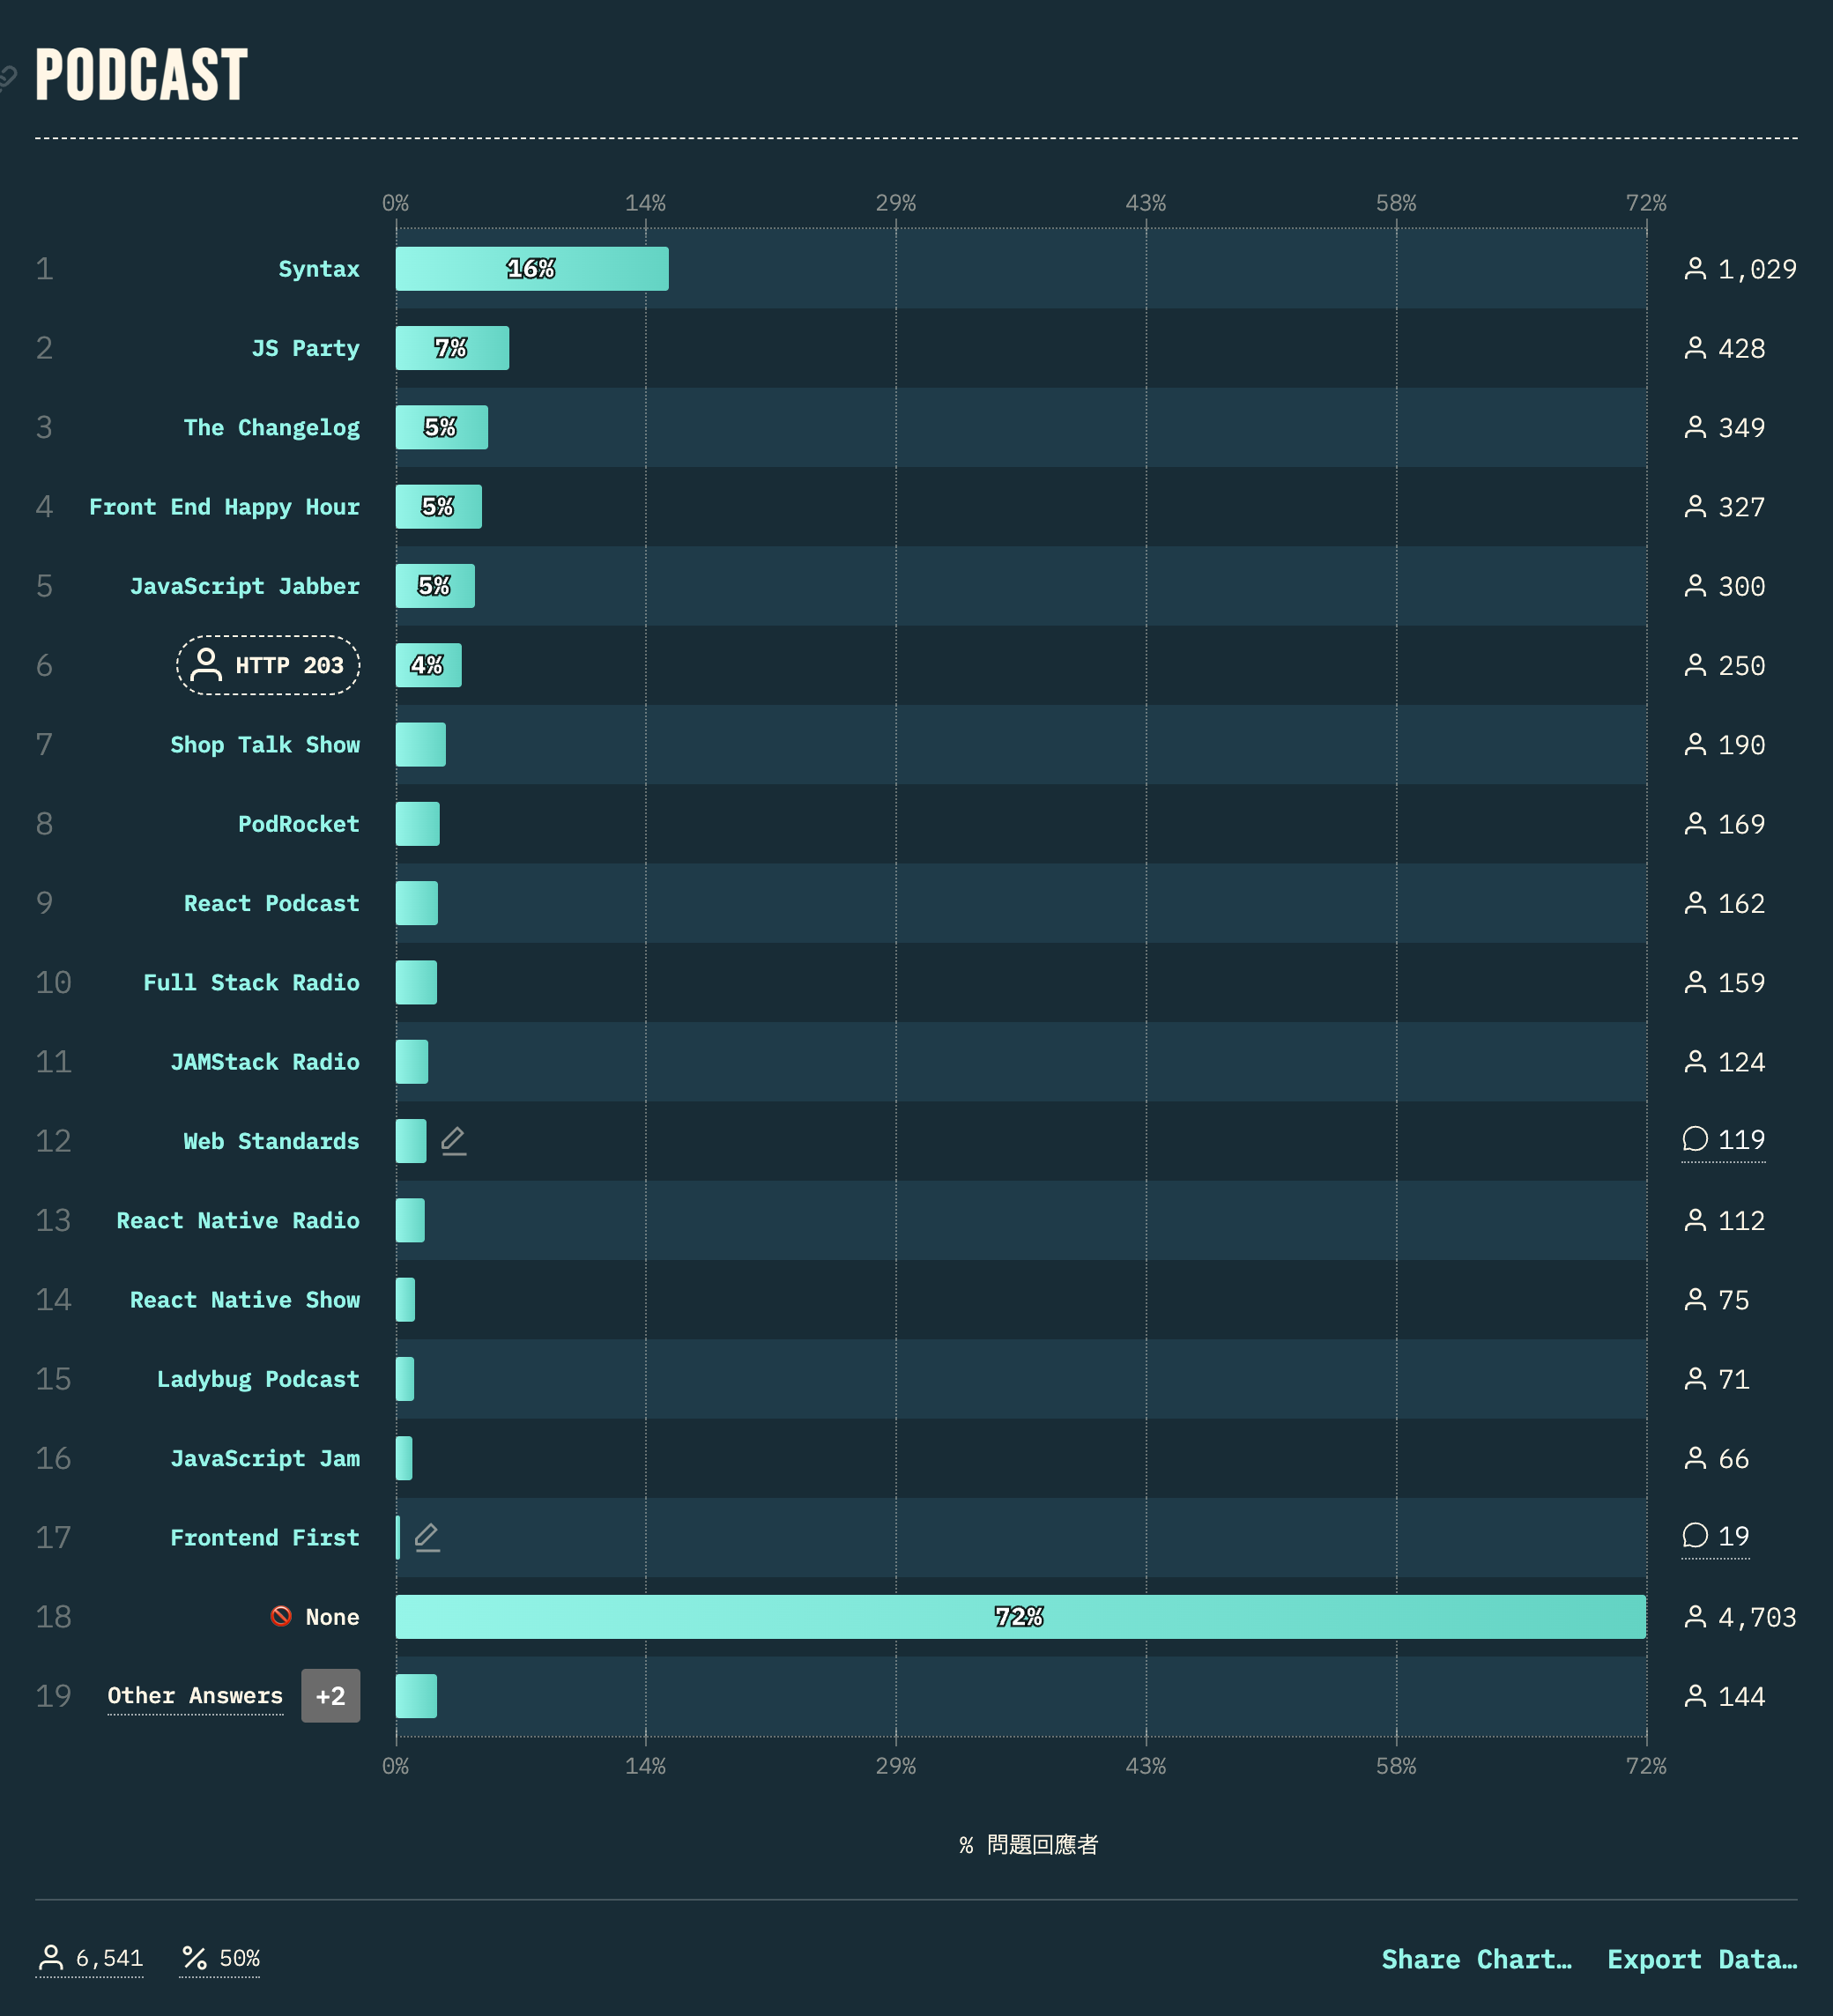 PODCAST
0% 14% 29% 43% 58% 72%
1 Syntax 16% 1,029
2 JS Party 7% 428
3 The Changelog 5% 349
4 Front End Happy Hour 5% 327
5 JavaScript Jabber 5% 300
6 HTTP 203 4% 250
7 Shop Talk Show 190
8 PodRocket 169
9 React Podcast 162
10 Full Stack Radio 159
11 JAMStack Radio 124
12 Web Standards 119
13 React Native Radio 112
14 React Native Show 75
15 Ladybug Podcast 71
16 JavaScript Jam 66
17 Frontend First 19
18 🚫 None 72% 4,703
19 Other Answers +2 144
0% 14% 29% 43% 58% 72%
% 問題回應者
6,541 % 50% Share Chart… Export Data…